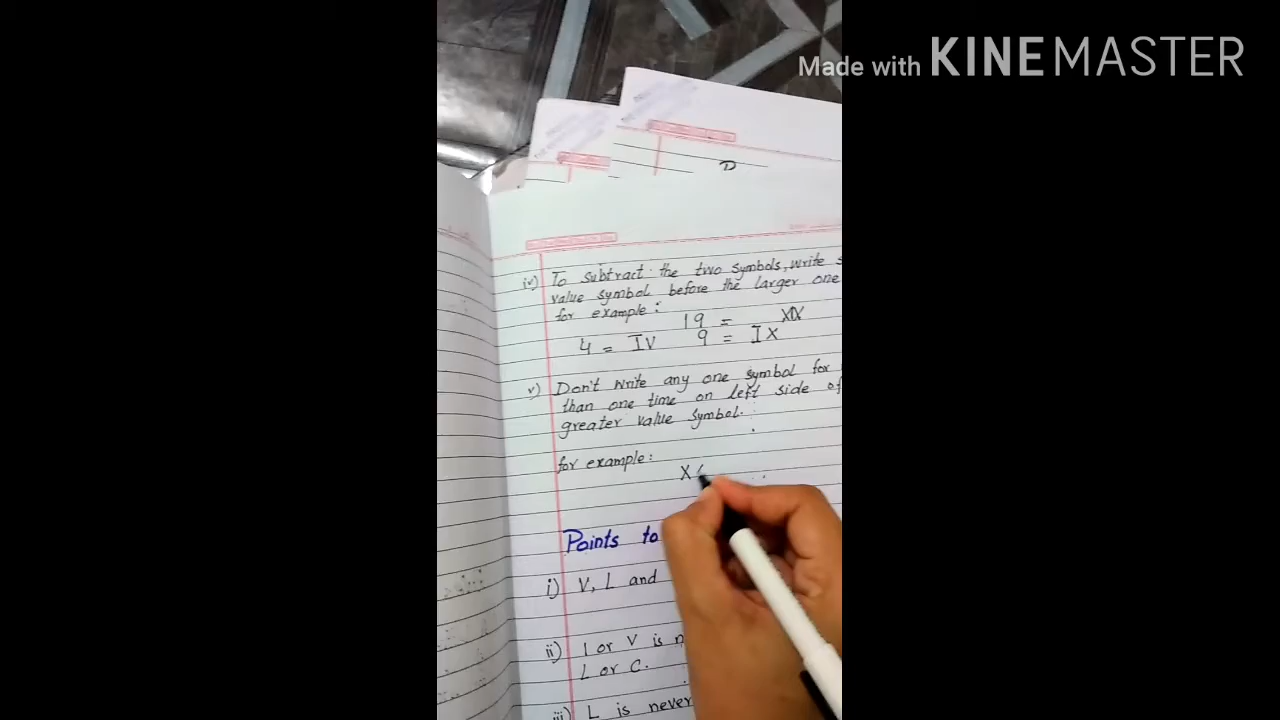 Made with KINEMASTER
D
iv) To subtract the two symbols, write
value symbol before the larger one
for example:
19 = XIX
4 = IV 9 = IX
v) Don't write any one symbol for
than one time on left side of
greater value symbol.
for example:
X
Points to
i) V, L and
ii) I or V is
L or C.
iii) L is never